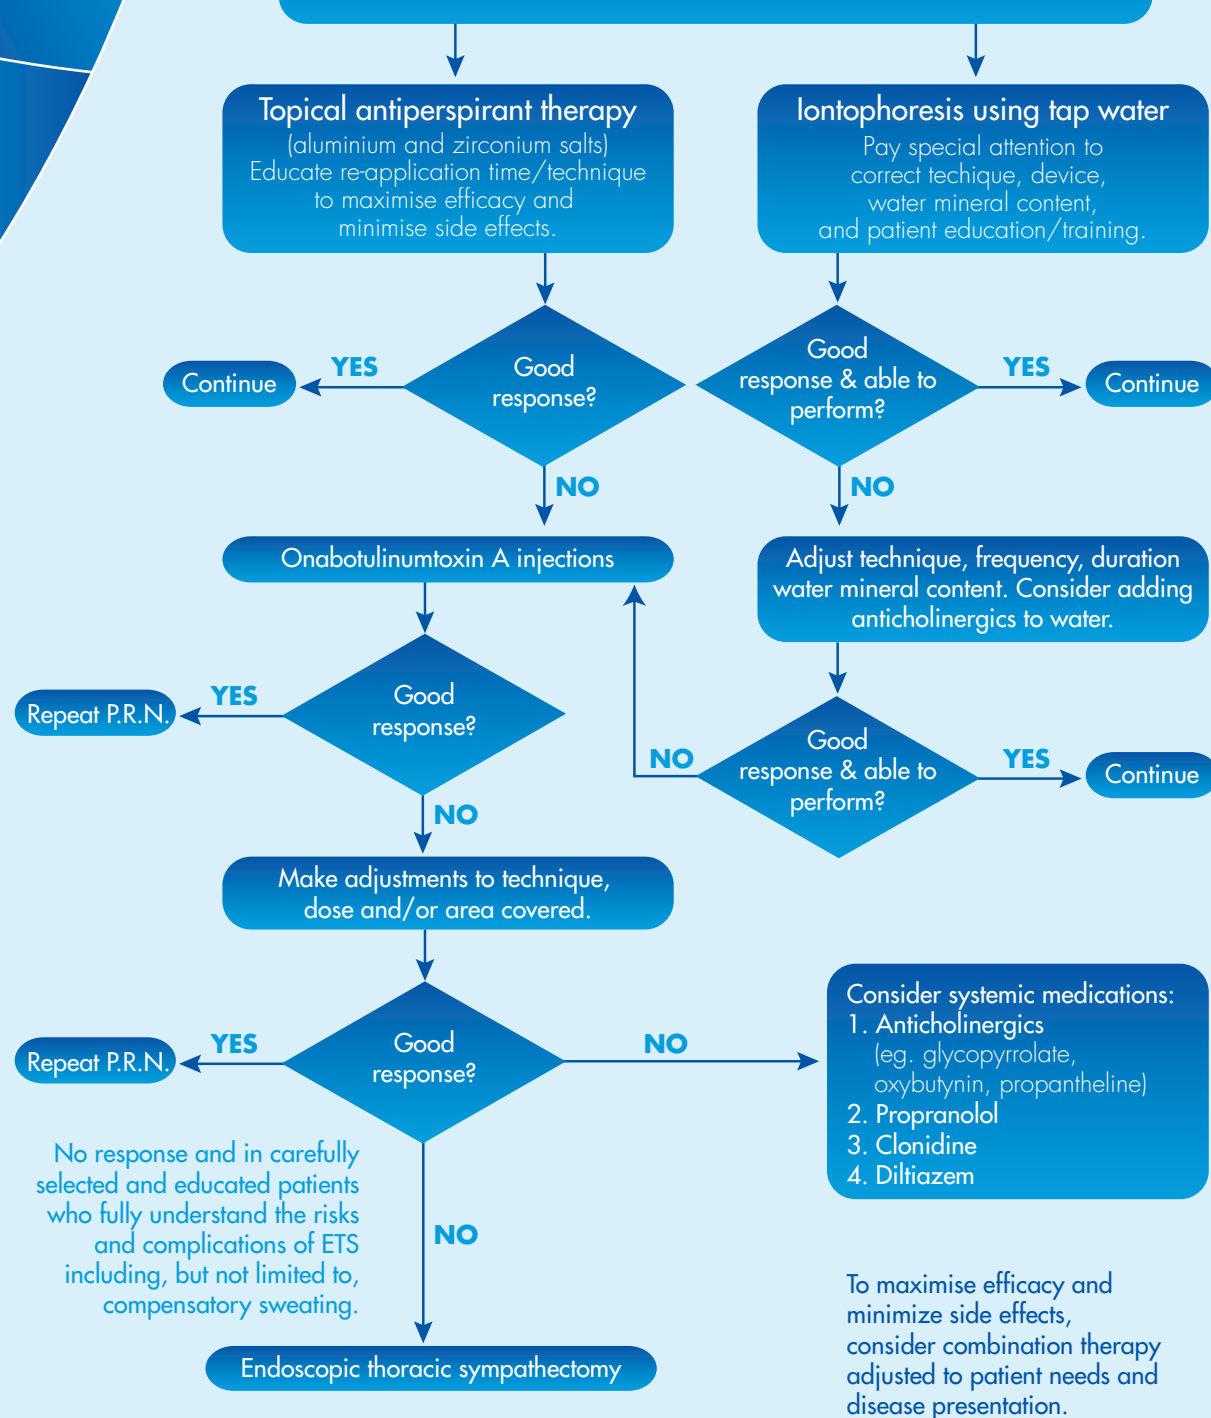 Topical antiperspirant therapy
(aluminium and zirconium salts)
Educate re-application time/technique
to maximise efficacy and
minimise side effects.
Iontophoresis using tap water
Pay special attention to
correct techique, device,
water mineral content,
and patient education/training.
Good
response?
YES
Continue
NO
Good
response & able to
perform?
YES
Continue
NO
Onabotulinumtoxin A injections
Adjust technique, frequency, duration
water mineral content. Consider adding
anticholinergics to water.
Good
response?
YES
Repeat P.R.N.
NO
Good
response & able to
perform?
NO
YES
Continue
Make adjustments to technique,
dose and/or area covered.
Good
response?
YES
Repeat P.R.N.
NO
Consider systemic medications:
1. Anticholinergics
(eg. glycopyrrolate,
oxybutynin, propantheline)
2. Propranolol
3. Clonidine
4. Diltiazem
No response and in carefully
selected and educated patients
who fully understand the risks
and complications of ETS
including, but not limited to,
compensatory sweating.
NO
Endoscopic thoracic sympathectomy
To maximise efficacy and
minimize side effects,
consider combination therapy
adjusted to patient needs and
disease presentation.